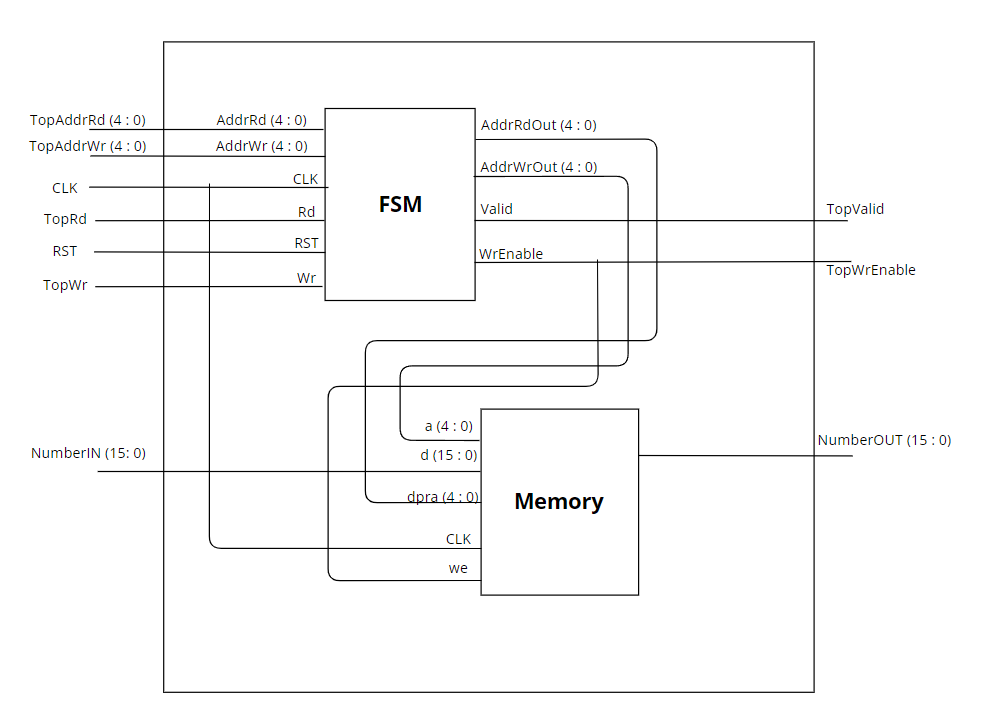 TopAddrRd (4 : 0)
AddrRd (4 : 0)
AddrRdOut (4 : 0)
TopAddrWr (4 : 0)
AddrWr (4 : 0)
AddrWrOut (4 : 0)
CLK
CLK
FSM
TopRd
Rd
Valid
TopValid
RST
RST
WrEnable
TopWrEnable
TopWr
Wr
a (4 : 0)
NumberIN (15: 0)
d (15 : 0)
NumberOUT (15 : 0)
dpra (4 : 0)
Memory
CLK
we